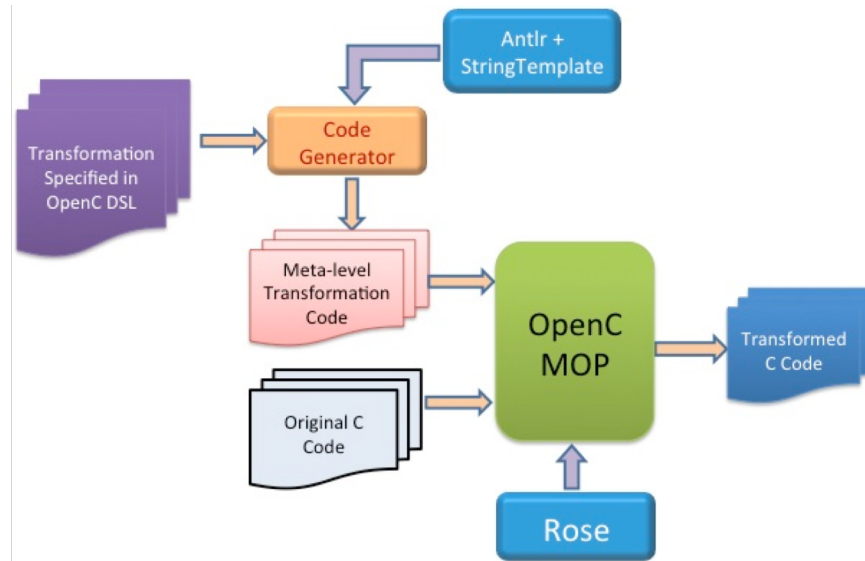 Antlr +
StringTemplate
Transformation
Specified in
OpenC DSL
Code
Generator
Meta-level
Transformation
Code
OpenC
MOP
Transformed
C Code
Original C
Code
Rose